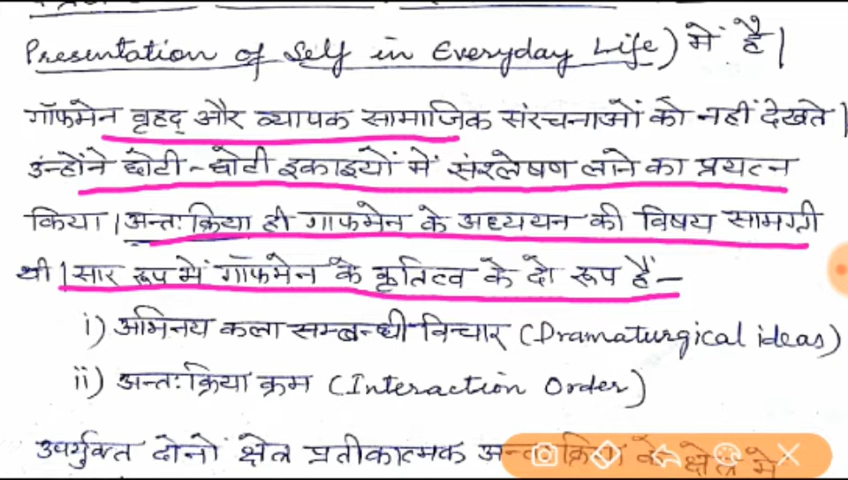 Presentation of Self in Everyday Life) में है।
गॉफमेन वृहद् और व्यापक सामाजिक संरचनाओं को नहीं देखते।
उन्होंने छोटी-छोटी इकाइयों में संश्लेषण लाने का प्रयत्न
किया। अन्तःक्रिया ही गाफमेन के अध्ययन की विषय सामग्री
थी। सार रूप में गॉफमेन के कृतित्व के दो रूप हैं-
i) अभिनय कला सम्बन्धी विचार (Dramaturgical ideas)
ii) अन्तःक्रिया क्रम (Interaction Order)
उपर्युक्त दोनों क्षेत्र प्रतीकात्मक अन्तःक्रिया के क्षेत्र में